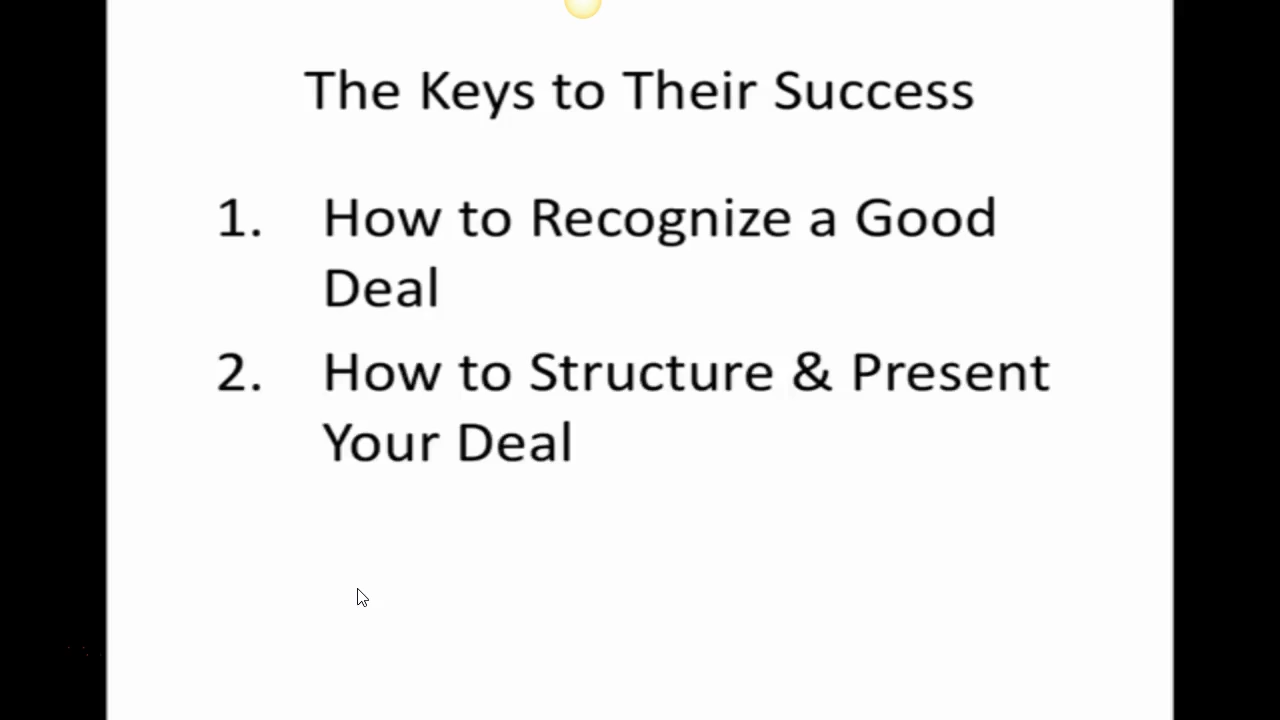 The Keys to Their Success
1. How to Recognize a Good
Deal
2. How to Structure & Present
Your Deal